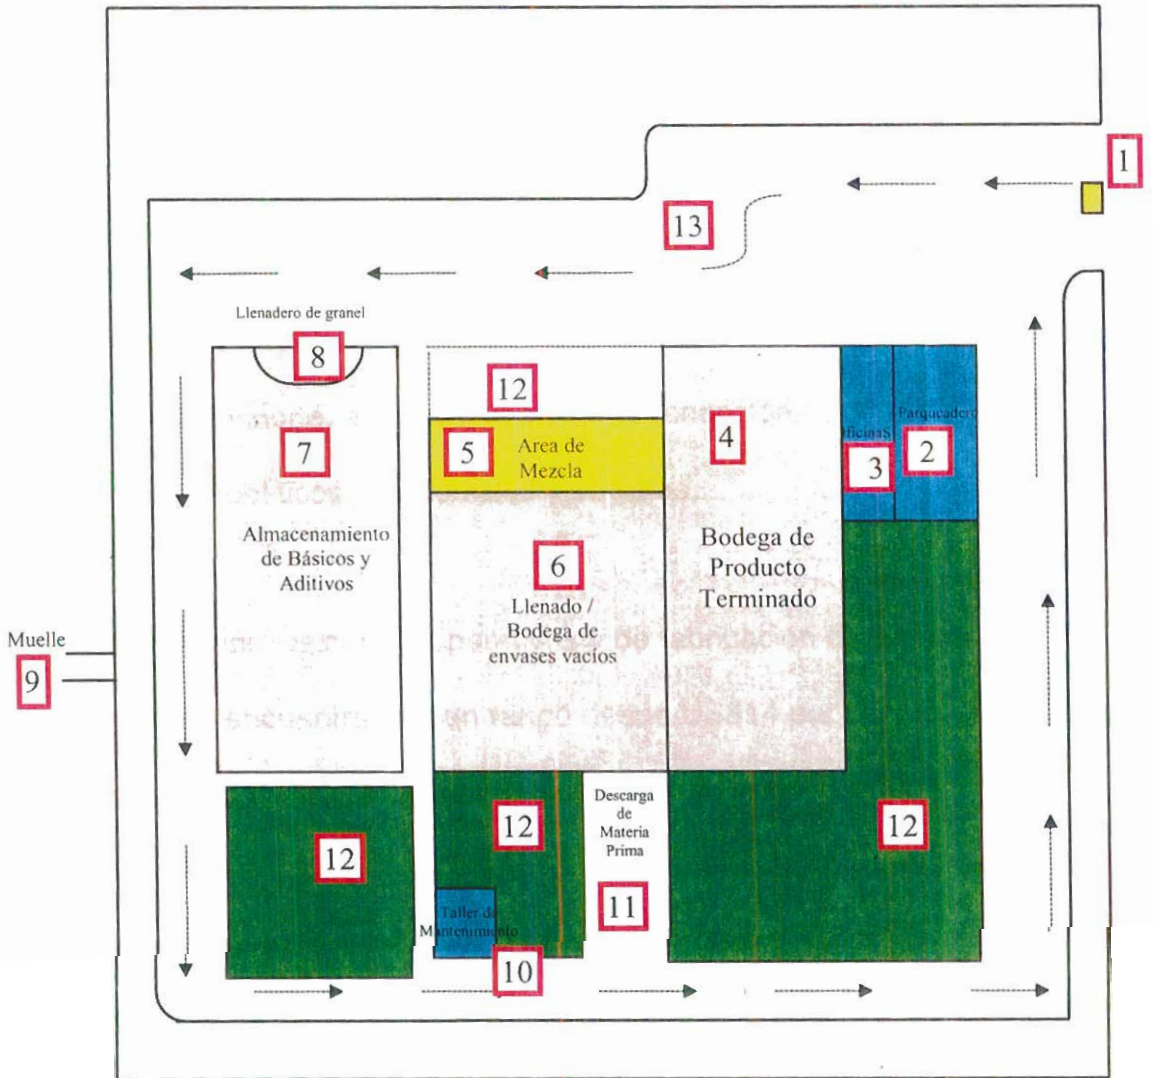 1
13
Llenadero de granel
8
12
7
5
Area de
Mezcla
4
Oficinas
3
Parqueadero
2
Almacenamiento
de Básicos y
Aditivos
6
Llenado /
Bodega de
envases vacíos
Bodega de
Producto
Terminado
Muelle
9
12
12
Descarga
de
Materia
Prima
11
12
Taller de
Mantenimiento
10